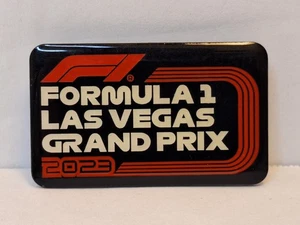 F1®
FORMULA 1
LAS VEGAS
GRAND PRIX
2023